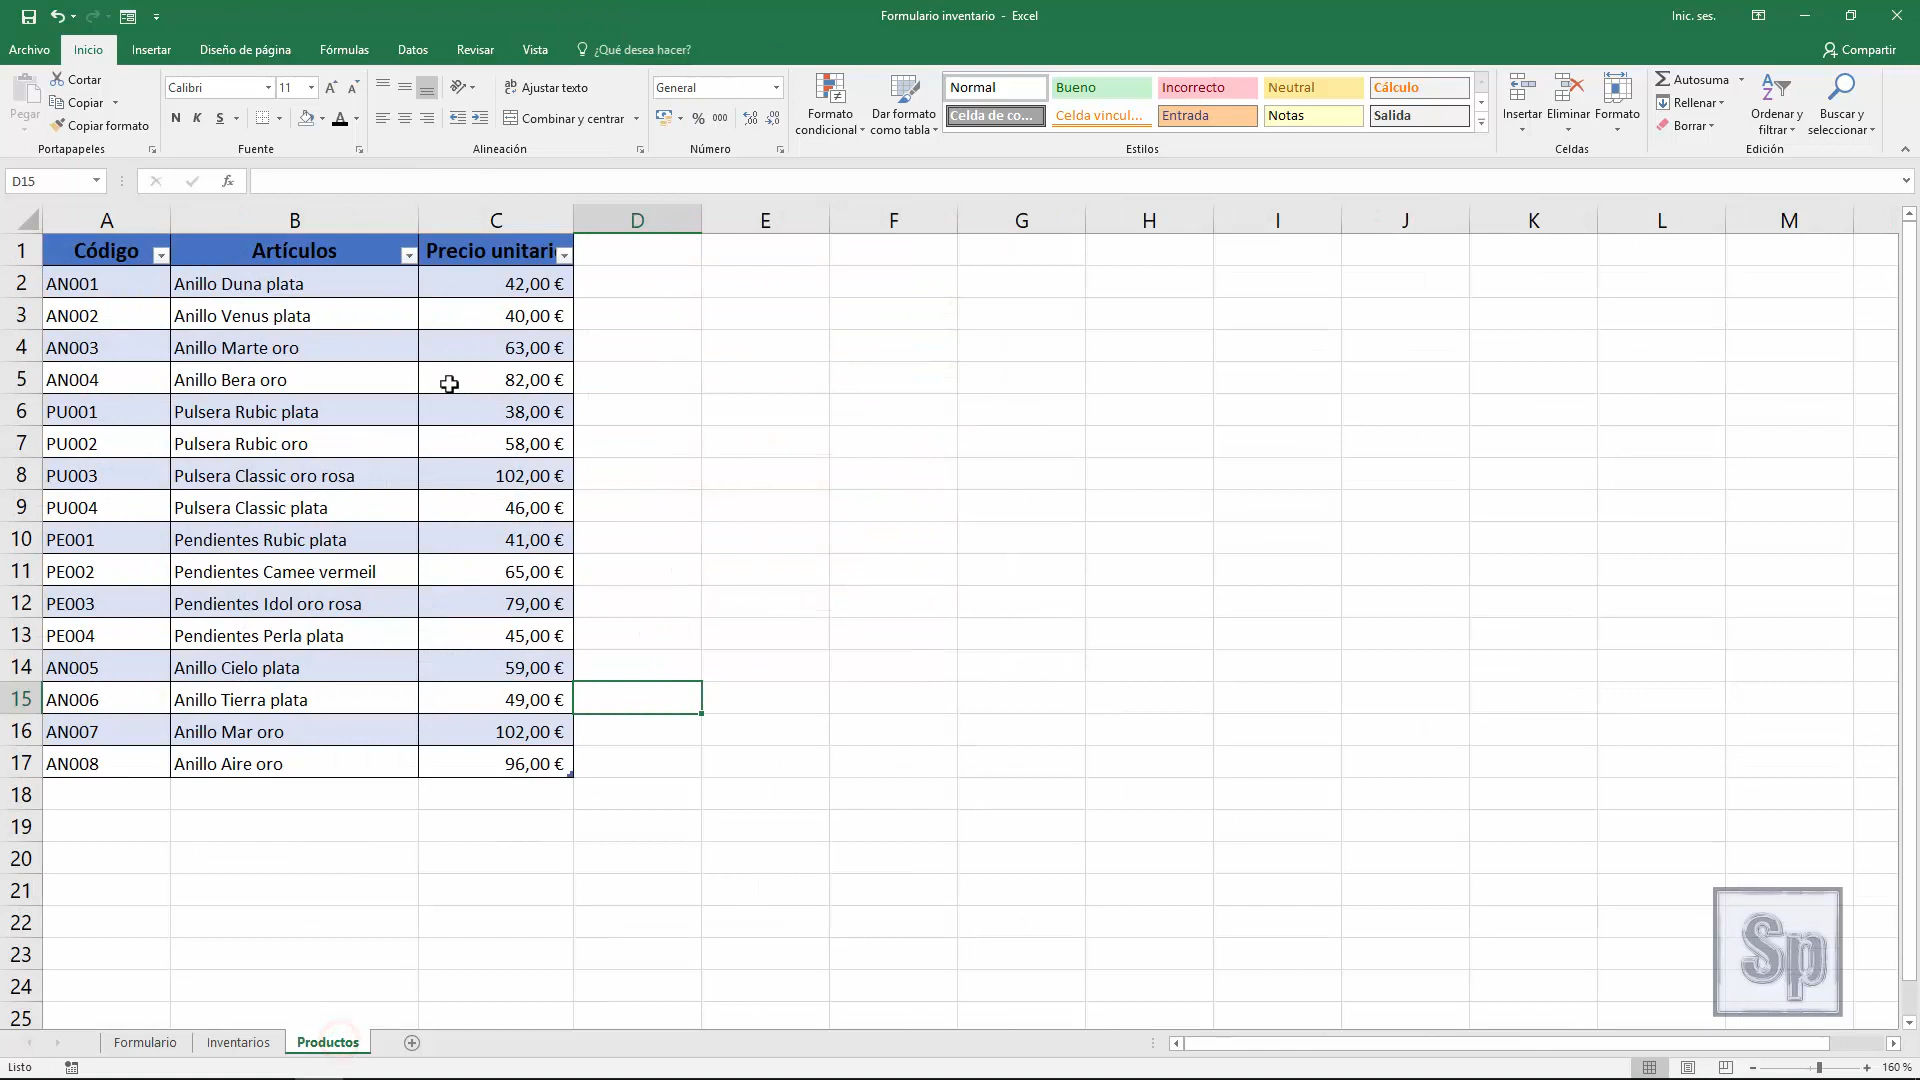 Formulario inventario - Excel
Inic. ses.
Archivo Inicio Insertar Diseño de página Fórmulas Datos Revisar Vista ¿Qué desea hacer? Compartir
Pegar
Cortar
Copiar
Copiar formato
Portapapeles
Calibri 11
N K S
Fuente
Ajustar texto
Combinar y centrar
Alineación
General
% 000
Número
Formato condicional
Dar formato como tabla
Normal Bueno Incorrecto Neutral Cálculo
Celda de co... Celda vincul... Entrada Notas Salida
Estilos
Insertar Eliminar Formato
Celdas
Autosuma
Rellenar
Borrar
Ordenar y filtrar
Buscar y seleccionar
Edición
D15 fx
A B C D E F G H I J K L M
1 Código Artículos Precio unitari
2 AN001 Anillo Duna plata 42,00 €
3 AN002 Anillo Venus plata 40,00 €
4 AN003 Anillo Marte oro 63,00 €
5 AN004 Anillo Bera oro 82,00 €
6 PU001 Pulsera Rubic plata 38,00 €
7 PU002 Pulsera Rubic oro 58,00 €
8 PU003 Pulsera Classic oro rosa 102,00 €
9 PU004 Pulsera Classic plata 46,00 €
10 PE001 Pendientes Rubic plata 41,00 €
11 PE002 Pendientes Camee vermeil 65,00 €
12 PE003 Pendientes Idol oro rosa 79,00 €
13 PE004 Pendientes Perla plata 45,00 €
14 AN005 Anillo Cielo plata 59,00 €
15 AN006 Anillo Tierra plata 49,00 €
16 AN007 Anillo Mar oro 102,00 €
17 AN008 Anillo Aire oro 96,00 €
18
19
20
21
22
23
24
25
Sp
Formulario Inventarios Productos
Listo
160 %